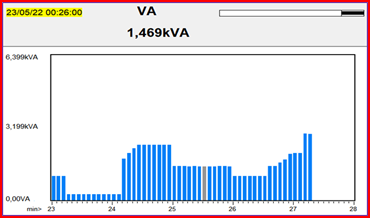 23/05/22 00:26:00 VA
1,469kVA
6,399kVA
3,199kVA
0,00VA
min> 23 24 25 26 27 28